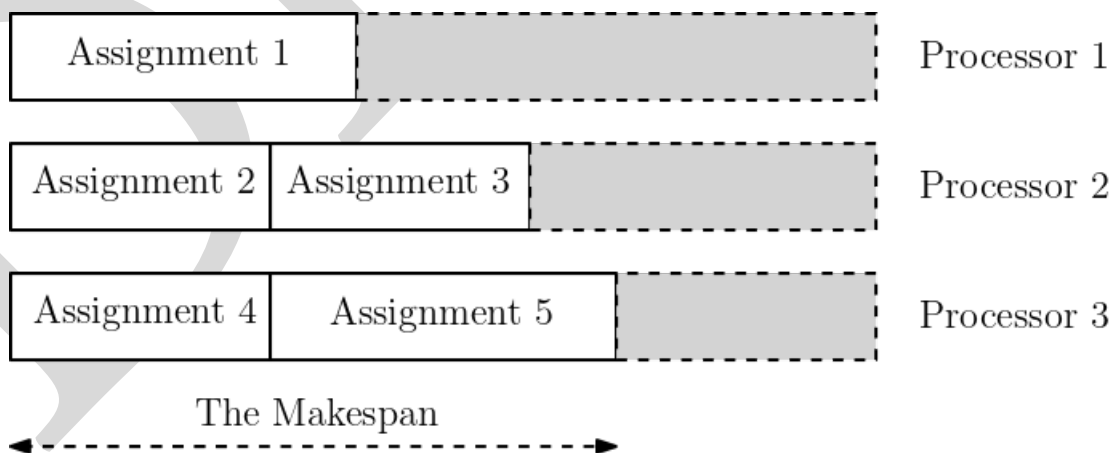 Assignment 1
Processor 1
Assignment 2 Assignment 3
Processor 2
Assignment 4 Assignment 5
Processor 3
The Makespan